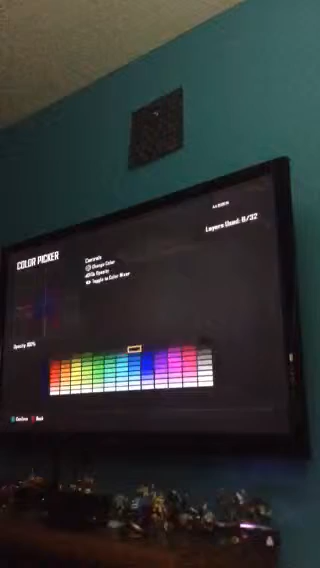 COLOR PICKER
Layers Used: 8/32
Controls
Change Color
Opacity
Toggle to Color Mixer
Opacity: 100%
Confirm Back